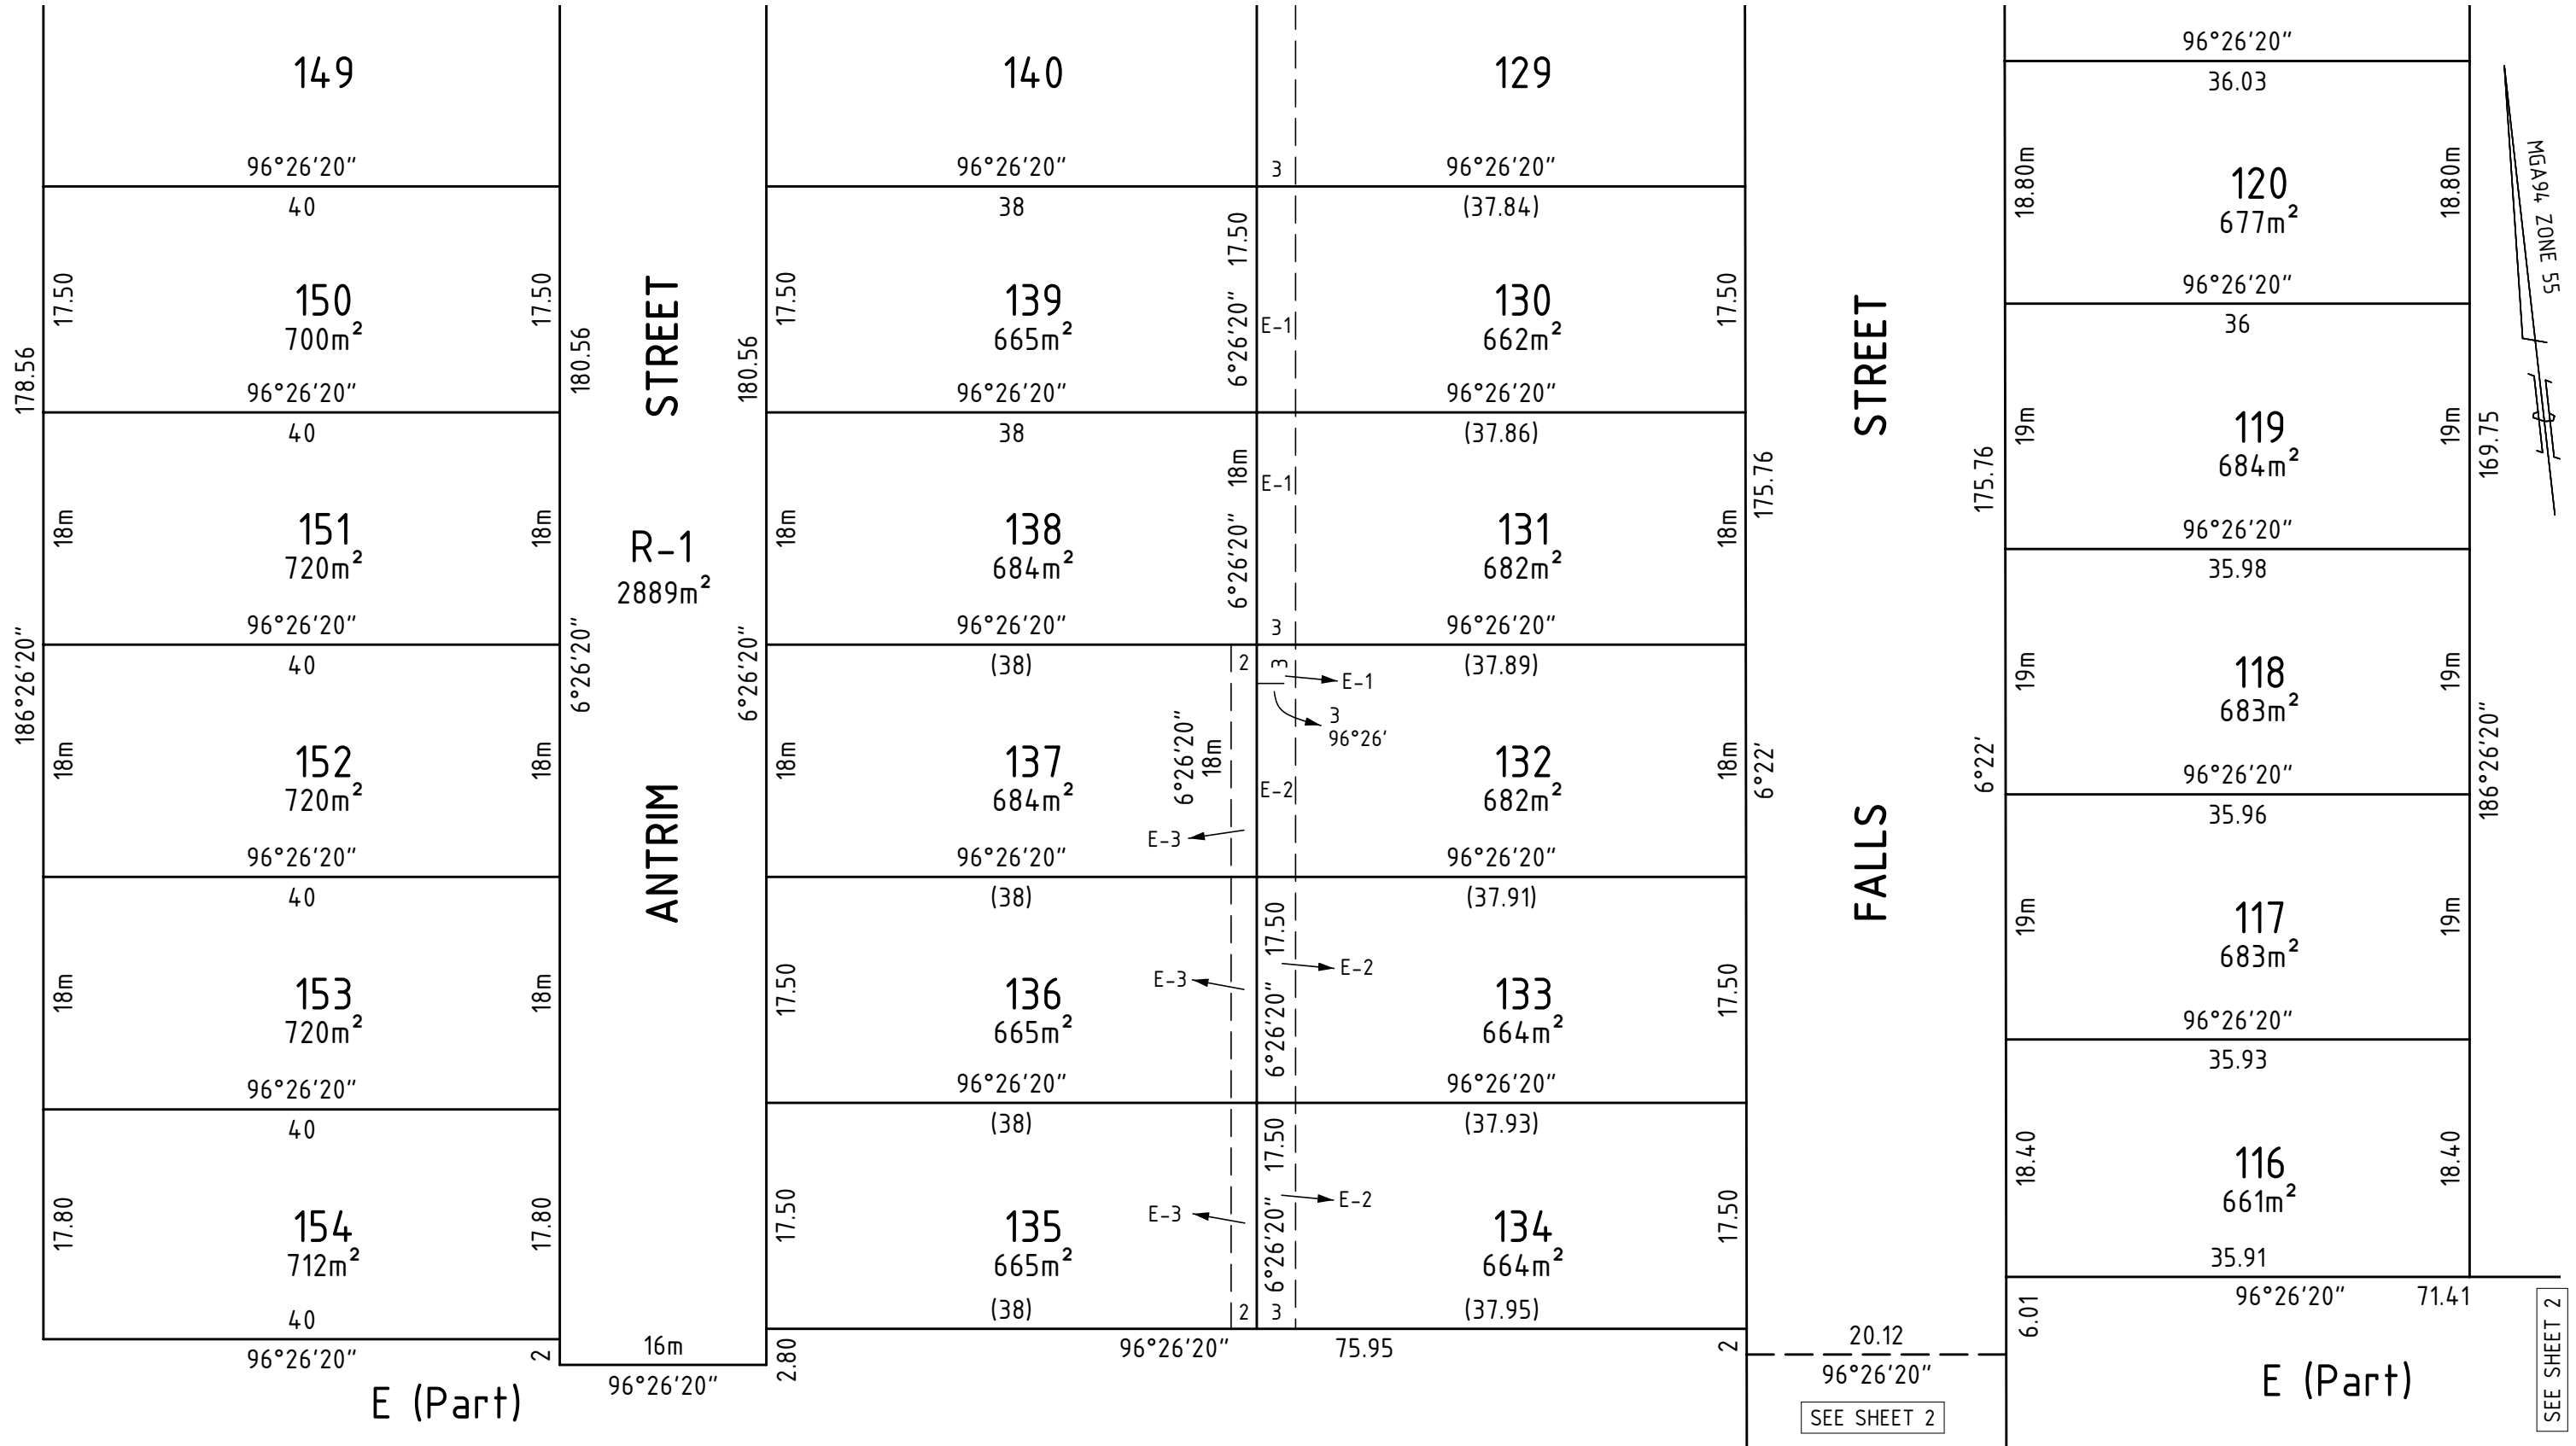 149
96°26'20"
40
150
700m²
17.50
17.50
96°26'20"
40
151
720m²
18m
18m
96°26'20"
40
152
720m²
18m
18m
96°26'20"
40
153
720m²
18m
18m
96°26'20"
40
154
712m²
17.80
17.80
40
96°26'20"
2
178.56
186°26'20"
E (Part)
ANTRIM STREET
R-1
2889m²
180.56
6°26'20"
180.56
6°26'20"
16m
96°26'20"
2.80
140
96°26'20"
38
139
665m²
17.50
17.50
6°26'20"
96°26'20"
38
138
684m²
18m
18m
6°26'20"
96°26'20"
(38)
2
137
684m²
18m
6°26'20"
18m
E-3
96°26'20"
(38)
136
665m²
17.50
E-3
96°26'20"
(38)
135
665m²
17.50
E-3
(38)
2
96°26'20"
75.95
129
3
96°26'20"
(37.84)
130
662m²
E-1
17.50
96°26'20"
(37.86)
E-1
131
682m²
18m
3
96°26'20"
(37.89)
3
E-1
3
96°26'
132
682m²
E-2
18m
96°26'20"
(37.91)
17.50
6°26'20"
E-2
133
664m²
17.50
96°26'20"
(37.93)
17.50
6°26'20"
E-2
134
664m²
17.50
3
(37.95)
2
175.76
6°22'
FALLS STREET
175.76
6°22'
20.12
96°26'20"
SEE SHEET 2
96°26'20"
36.03
120
677m²
18.80m
18.80m
96°26'20"
36
119
684m²
19m
19m
96°26'20"
35.98
118
683m²
19m
19m
96°26'20"
35.96
117
683m²
19m
19m
96°26'20"
35.93
116
661m²
18.40
18.40
35.91
96°26'20"
71.41
6.01
169.75
186°26'20"
MGA94 ZONE 55
E (Part)
SEE SHEET 2